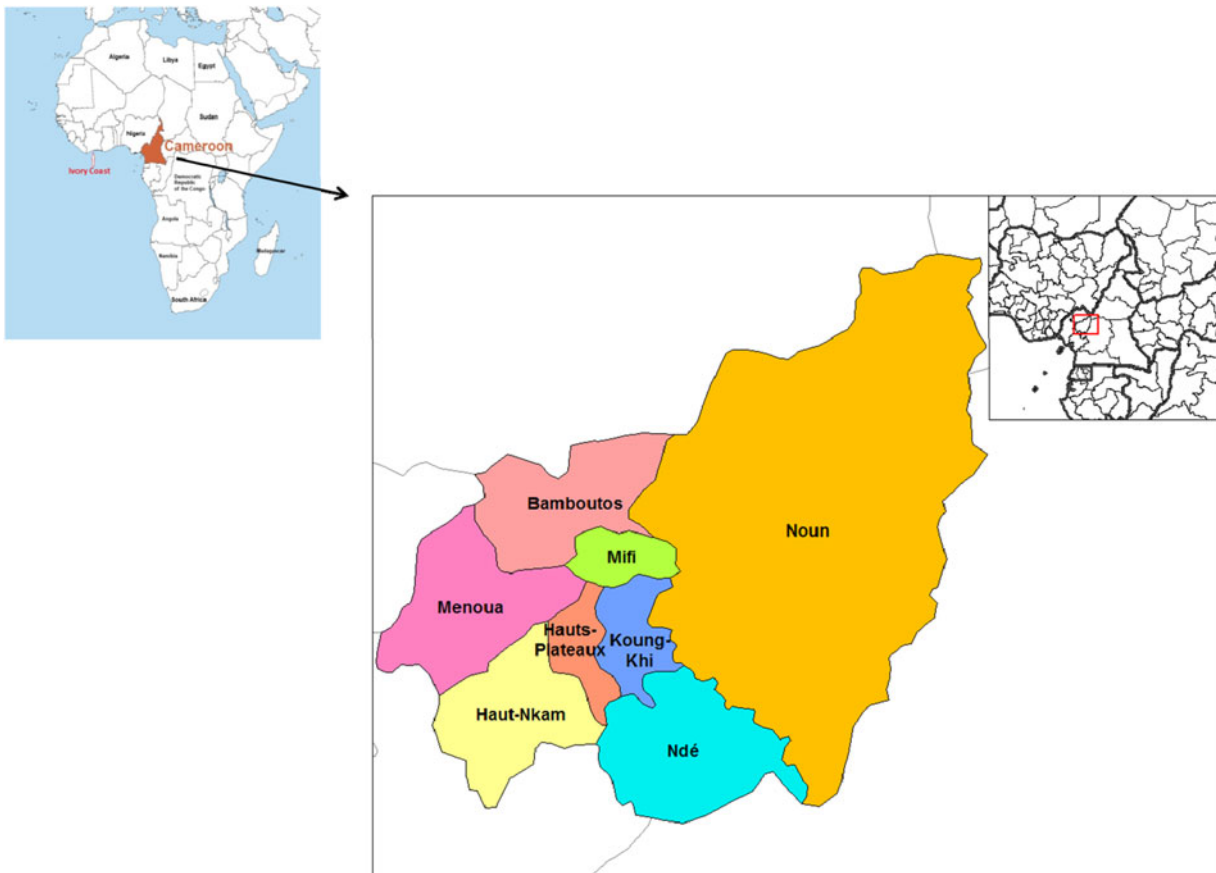 Algeria
Libya
Egypt
Sudan
Nigeria
Cameroon
Ivory Coast
Democratic
Republic
of the Congo
Angola
Namibia
Madagascar
South Africa
Bamboutos
Noun
Mifi
Menoua
Hauts-
Plateaux
Koung-
Khi
Haut-Nkam
Ndé